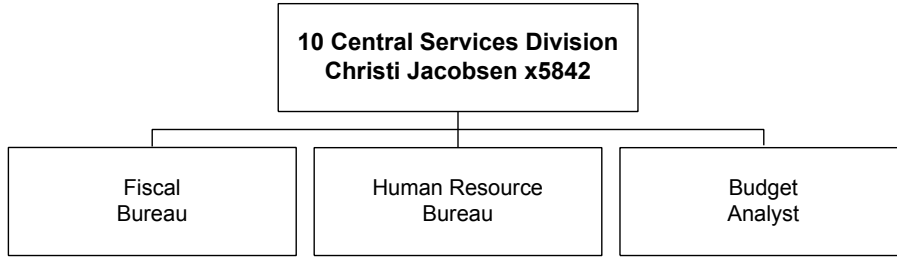 10 Central Services Division
Christi Jacobsen x5842
Fiscal
Bureau
Human Resource
Bureau
Budget
Analyst